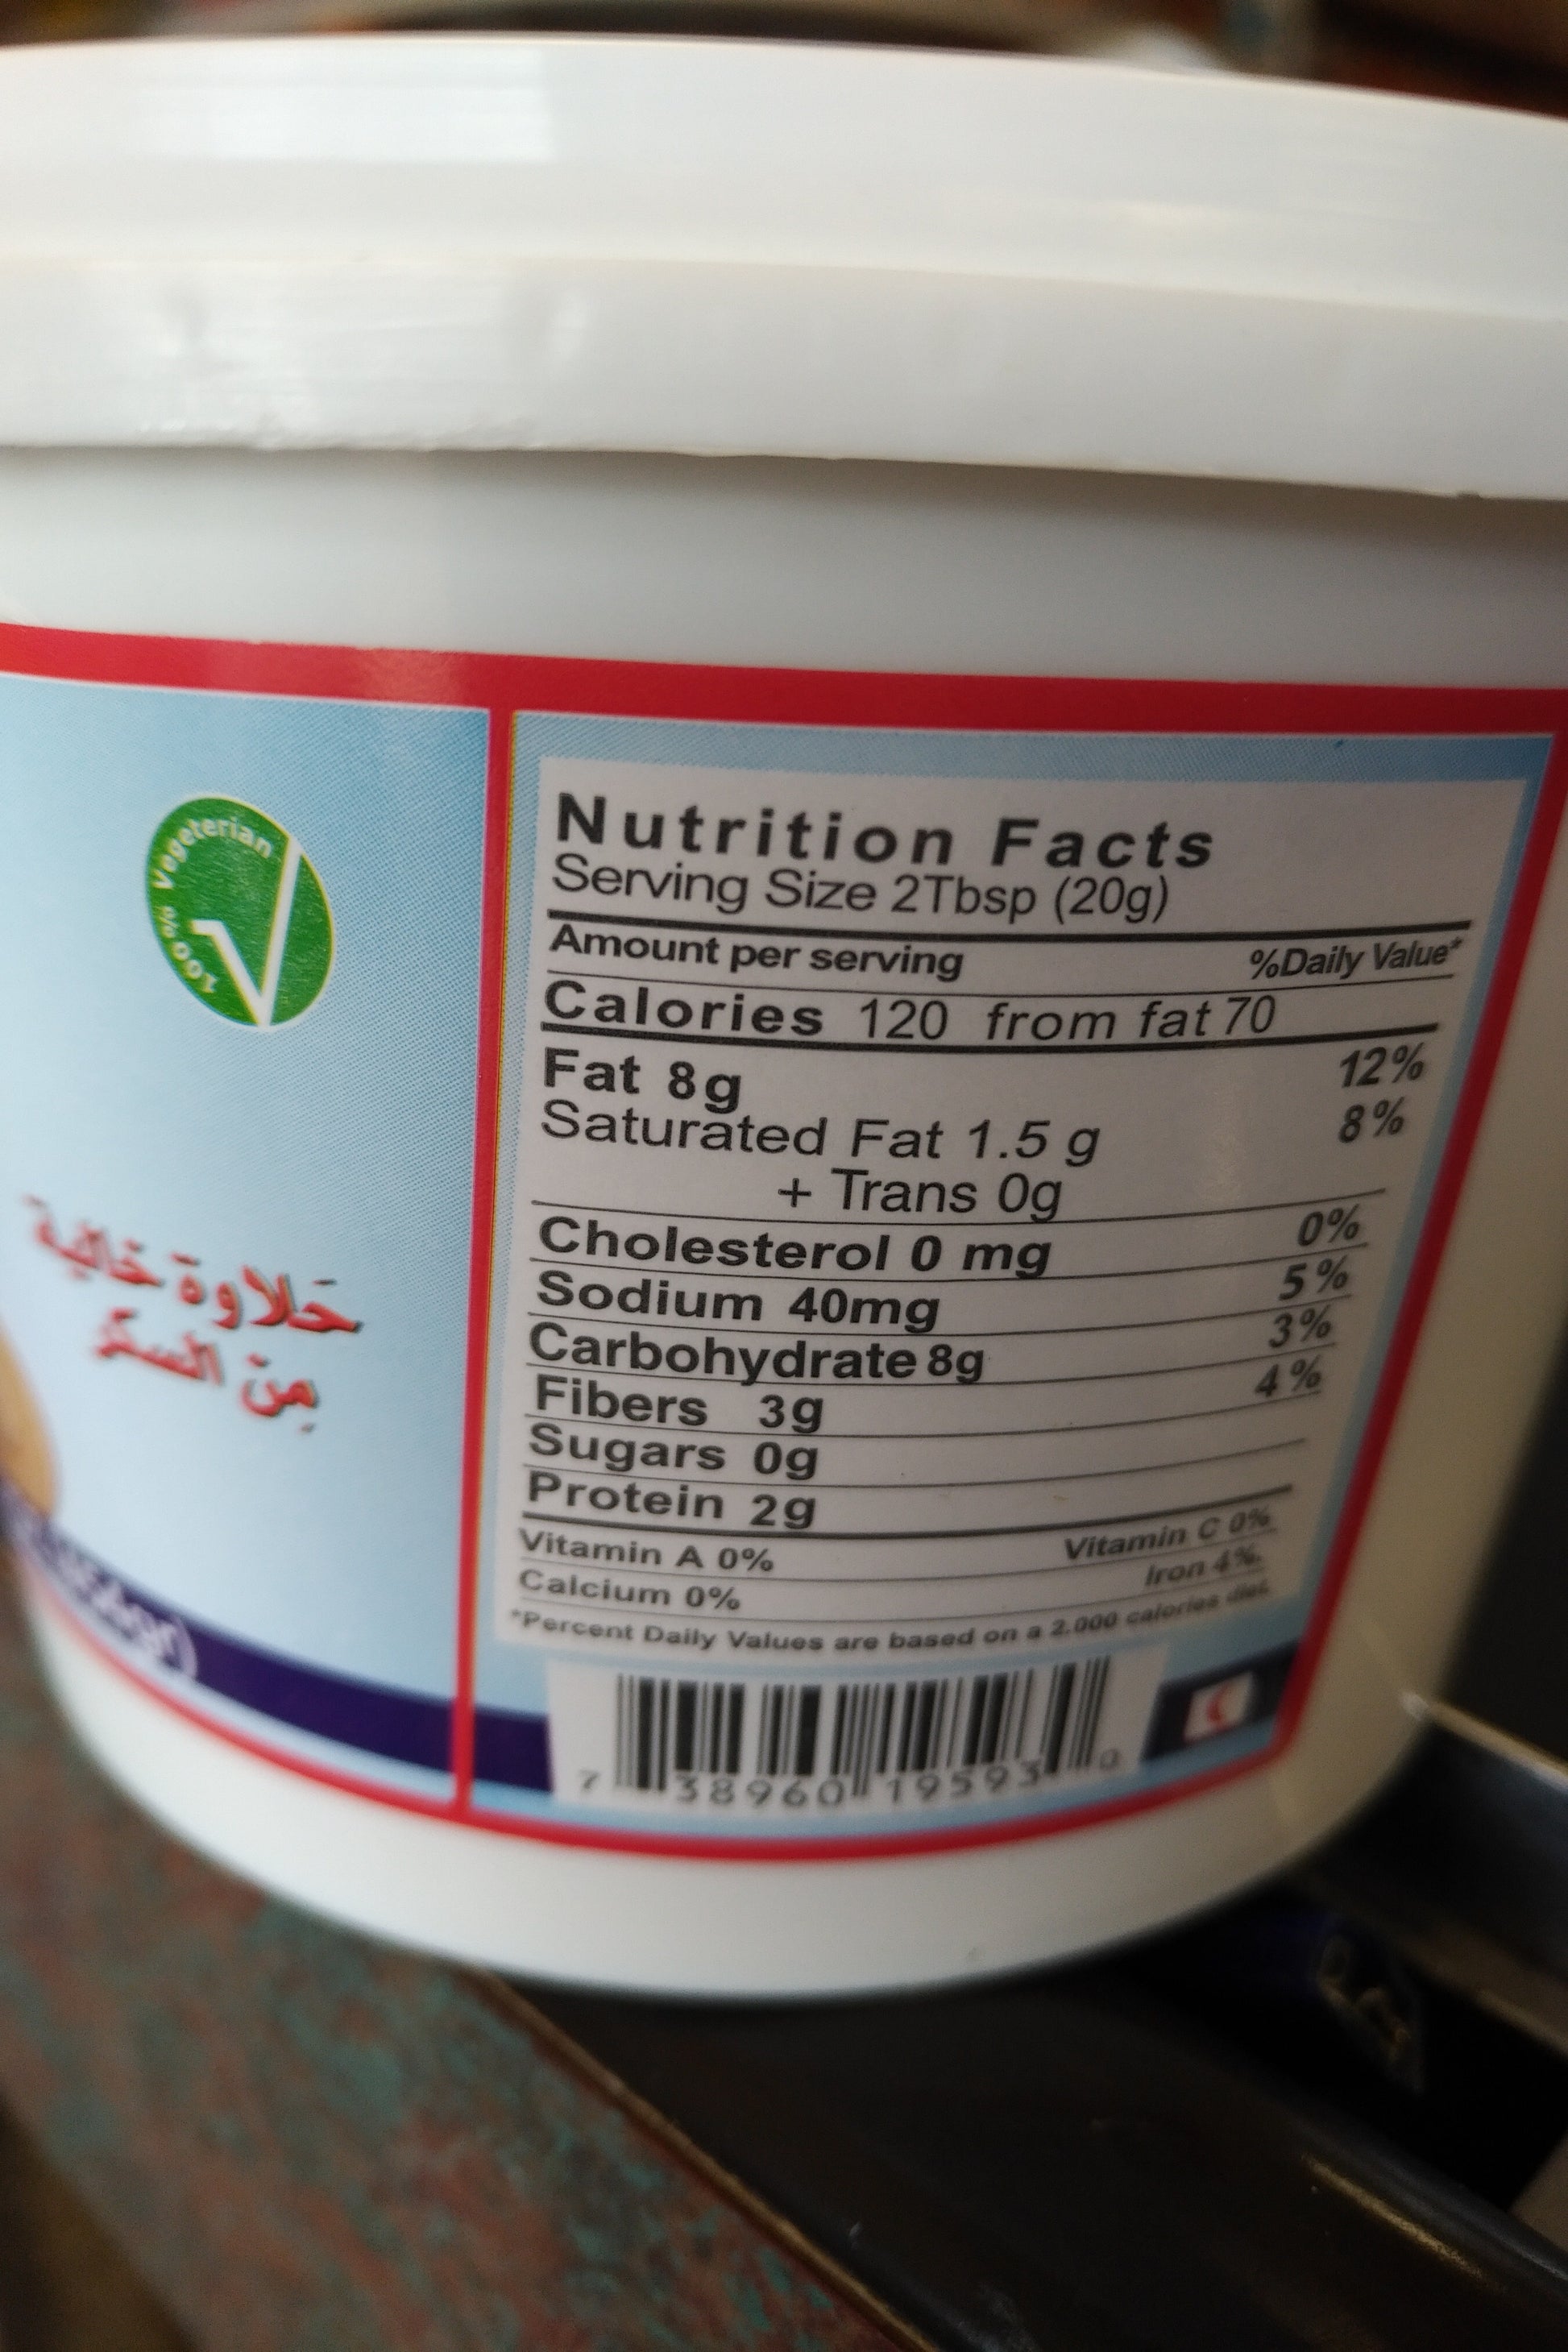 100% Vegeterian
حَلاوة خالية
مِن السكّر
Nutrition Facts
Serving Size 2Tbsp (20g)
Amount per serving %Daily Value*
Calories 120 from fat 70
Fat 8g 12%
Saturated Fat 1.5 g 8%
+ Trans 0g
Cholesterol 0 mg 0%
Sodium 40mg 5%
Carbohydrate 8g 3%
Fibers 3g 4%
Sugars 0g
Protein 2g
Vitamin A 0% Vitamin C 0%
Calcium 0% Iron 4%
*Percent Daily Values are based on a 2.000 calories diet.
7 38960 19593 0